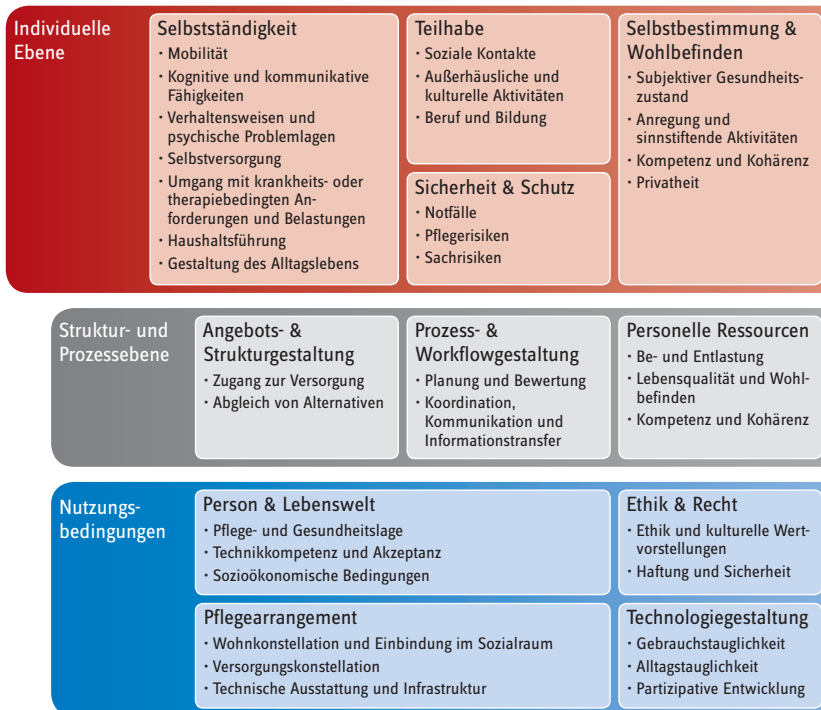 Individuelle
Ebene
Selbstständigkeit
· Mobilität
· Kognitive und kommunikative
Fähigkeiten
· Verhaltensweisen und
psychische Problemlagen
· Selbstversorgung
· Umgang mit krankheits- oder
therapiebedingten An-
forderungen und Belastungen
· Haushaltsführung
· Gestaltung des Alltagslebens
Teilhabe
· Soziale Kontakte
· Außerhäusliche und
kulturelle Aktivitäten
· Beruf und Bildung
Sicherheit & Schutz
· Notfälle
· Pflegerisiken
· Sachrisiken
Selbstbestimmung &
Wohlbefinden
· Subjektiver Gesundheits-
zustand
· Anregung und
sinnstiftende Aktivitäten
· Kompetenz und Kohärenz
· Privatheit
Struktur- und
Prozessebene
Angebots- &
Strukturgestaltung
· Zugang zur Versorgung
· Abgleich von Alternativen
Prozess- &
Workflowgestaltung
· Planung und Bewertung
· Koordination,
Kommunikation und
Informationstransfer
Personelle Ressourcen
· Be- und Entlastung
· Lebensqualität und Wohl-
befinden
· Kompetenz und Kohärenz
Nutzungs-
bedingungen
Person & Lebenswelt
· Pflege- und Gesundheitslage
· Technikkompetenz und Akzeptanz
· Sozioökonomische Bedingungen
Ethik & Recht
· Ethik und kulturelle Wert-
vorstellungen
· Haftung und Sicherheit
Pflegearrangement
· Wohnkonstellation und Einbindung im Sozialraum
· Versorgungskonstellation
· Technische Ausstattung und Infrastruktur
Technologiegestaltung
· Gebrauchstauglichkeit
· Alltagstauglichkeit
· Partizipative Entwicklung